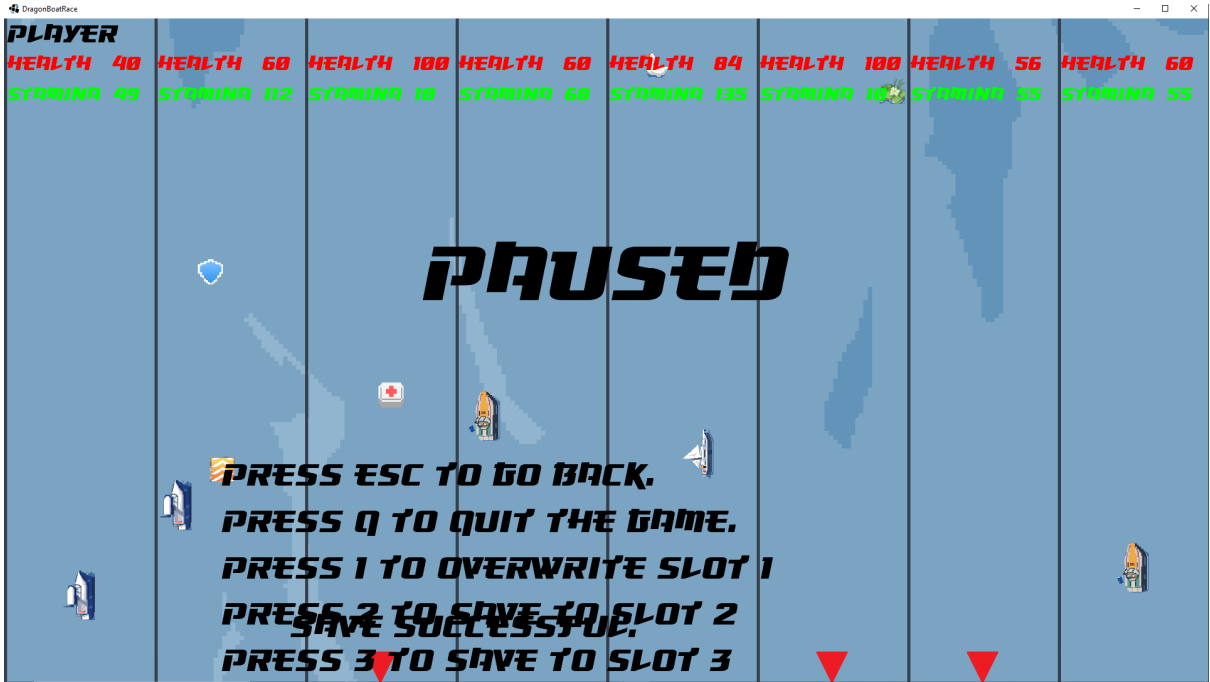 DragonBoatRace
PLAYER
HEALTH 40 HEALTH 60 HEALTH 100 HEALTH 60 HEALTH 84 HEALTH 100 HEALTH 56 HEALTH 60
STAMINA 49 STAMINA 112 STAMINA 18 STAMINA 68 STAMINA 135 STAMINA STAMINA 55 STAMINA 55
PAUSED
PRESS ESC TO GO BACK.
PRESS Q TO QUIT THE GAME.
PRESS 1 TO OVERWRITE SLOT 1
PRESS 2 TO SAVE TO SLOT 2
SAVE SUCCESSFUL.
PRESS 3 TO SAVE TO SLOT 3